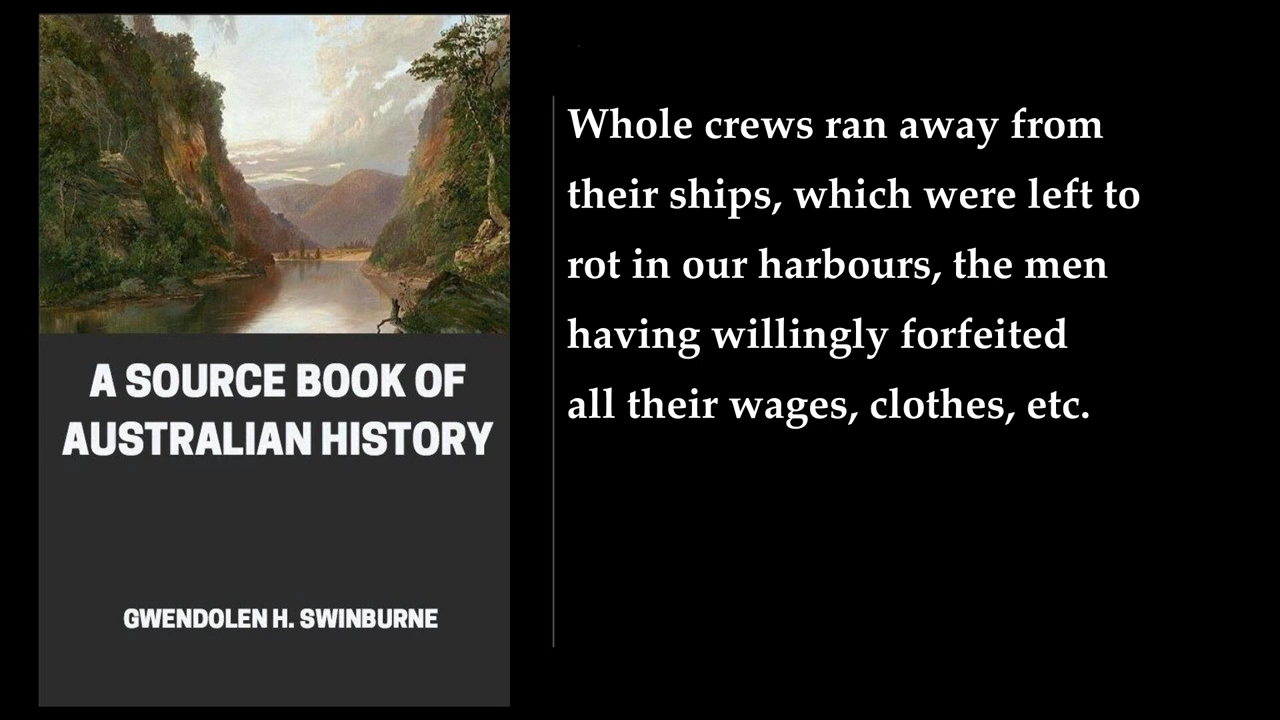 A SOURCE BOOK OF
AUSTRALIAN HISTORY
GWENDOLEN H. SWINBURNE
Whole crews ran away from
their ships, which were left to
rot in our harbours, the men
having willingly forfeited
all their wages, clothes, etc.